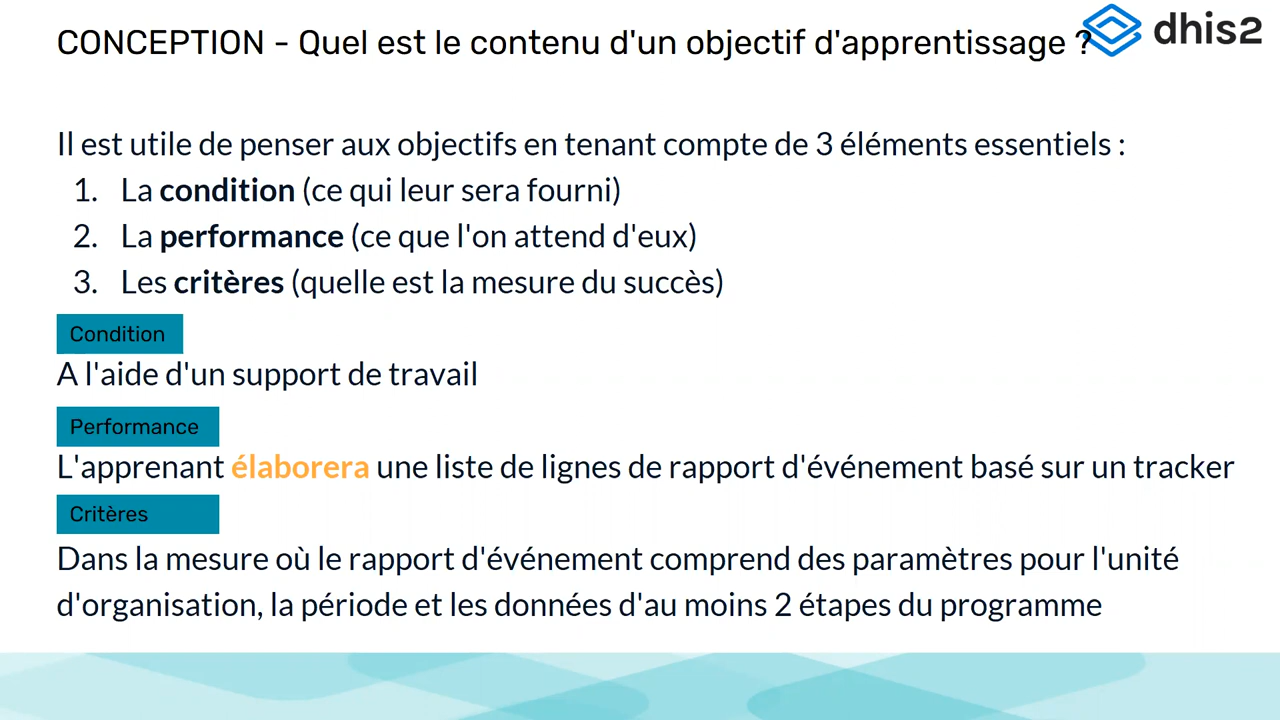 CONCEPTION - Quel est le contenu d'un objectif d'apprentissage ?
dhis2
Il est utile de penser aux objectifs en tenant compte de 3 éléments essentiels :
1. La condition (ce qui leur sera fourni)
2. La performance (ce que l'on attend d'eux)
3. Les critères (quelle est la mesure du succès)
Condition
A l'aide d'un support de travail
Performance
L'apprenant élaborera une liste de lignes de rapport d'événement basé sur un tracker
Critères
Dans la mesure où le rapport d'événement comprend des paramètres pour l'unité
d'organisation, la période et les données d'au moins 2 étapes du programme